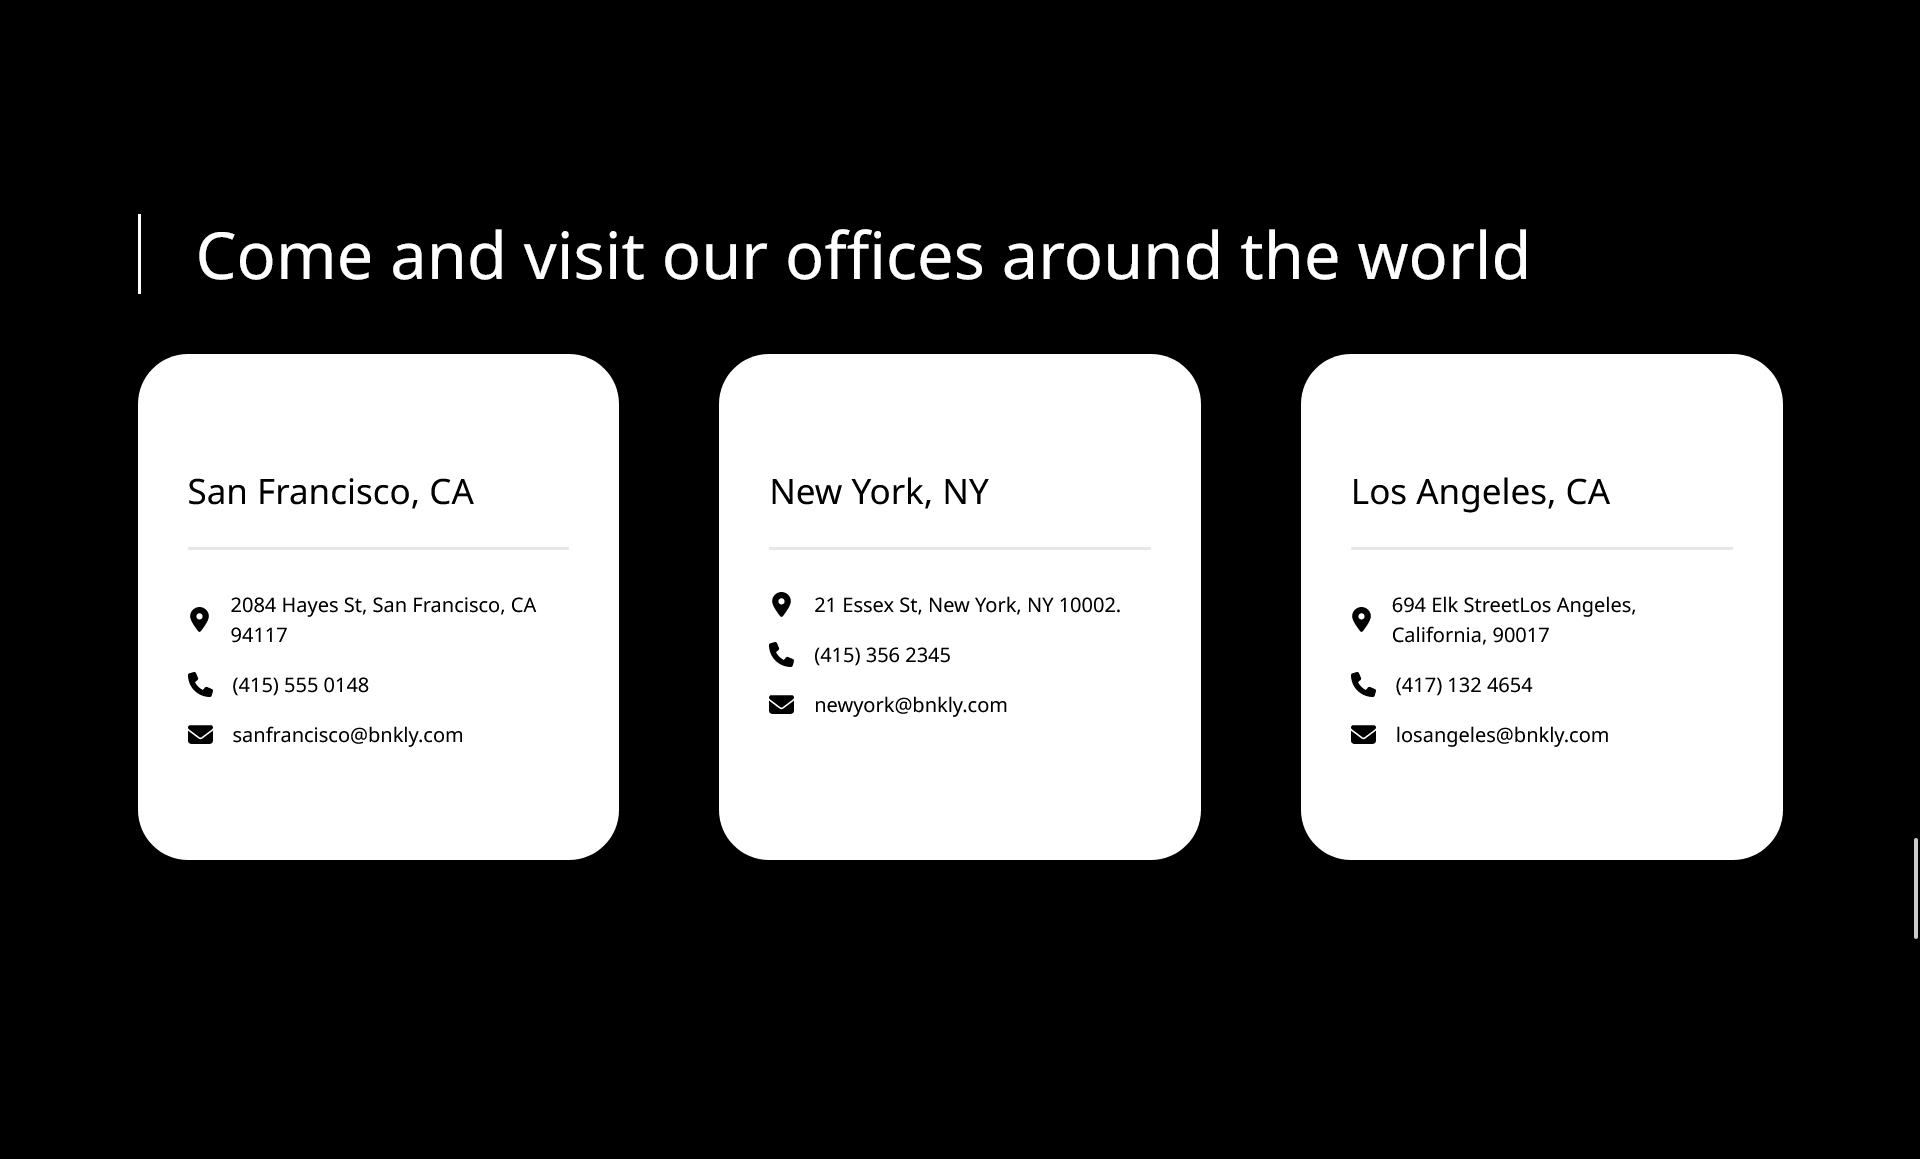 Come and visit our offices around the world
San Francisco, CA
2084 Hayes St, San Francisco, CA
94117
(415) 555 0148
sanfrancisco@bnkly.com
New York, NY
21 Essex St, New York, NY 10002.
(415) 356 2345
newyork@bnkly.com
Los Angeles, CA
694 Elk StreetLos Angeles,
California, 90017
(417) 132 4654
losangeles@bnkly.com